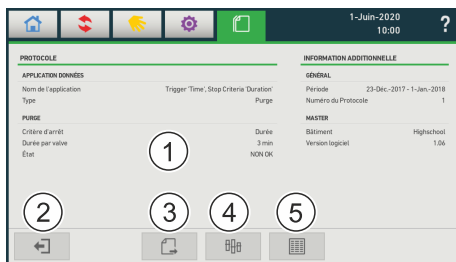 1-Juin-2020
10:00
?
PROTOCOLE
APPLICATION DONNÉES
Nom de l'application Trigger 'Time', Stop Criteria 'Duration'
Type Purge
PURGE
Critère d'arrêt Durée
Durée par valve 3 min
État NON OK
INFORMATION ADDITIONNELLE
GÉNÉRAL
Période 23-Déc.-2017 - 1-Jan.-2018
Numéro du Protocole 1
MASTER
Bâtiment Highschool
Version logiciel 1.06
1
2
3
4
5